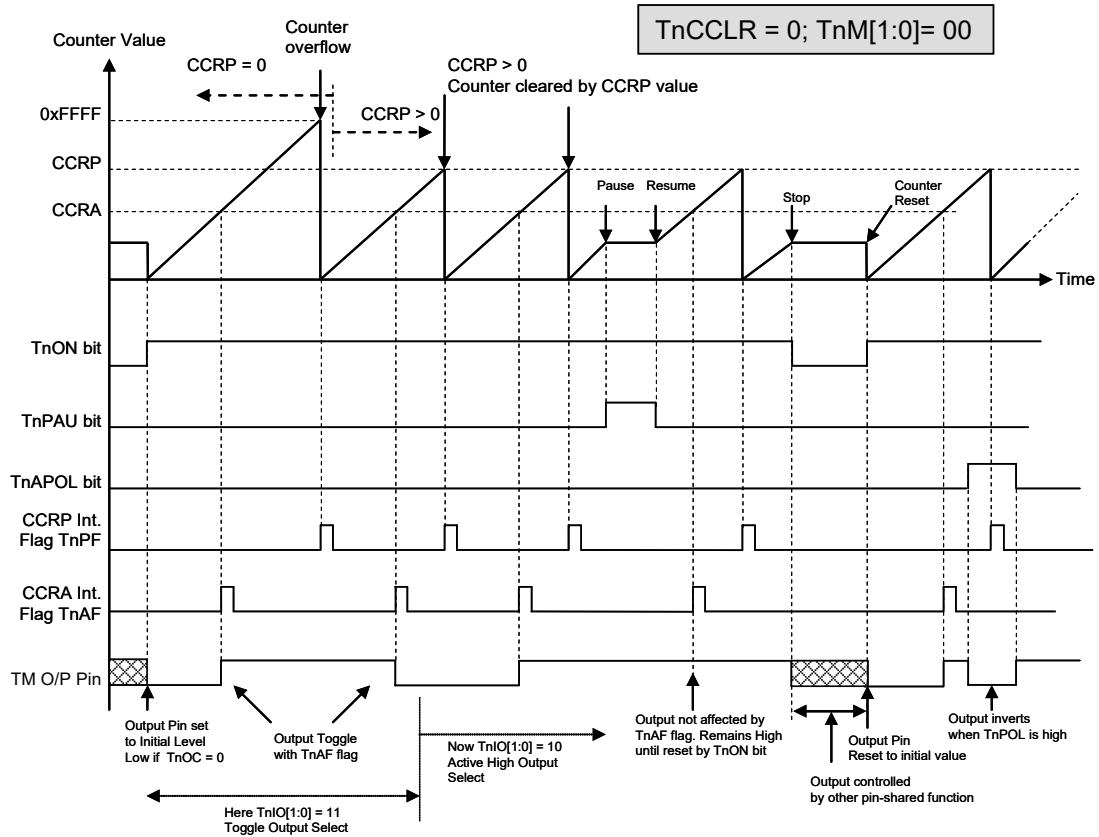 TnCCLR = 0; TnM[1:0]= 00
Counter Value
Counter
overflow
CCRP = 0
CCRP > 0
CCRP > 0
Counter cleared by CCRP value
0xFFFF
CCRP
CCRA
Pause
Resume
Stop
Counter
Reset
Time
TnON bit
TnPAU bit
TnAPOL bit
CCRP Int.
Flag TnPF
CCRA Int.
Flag TnAF
TM O/P Pin
Output Pin set
to Initial Level
Low if TnOC = 0
Output Toggle
with TnAF flag
Now TnIO[1:0] = 10
Active High Output
Select
Here TnIO[1:0] = 11
Toggle Output Select
Output not affected by
TnAF flag. Remains High
until reset by TnON bit
Output Pin
Reset to initial value
Output controlled
by other pin-shared function
Output inverts
when TnPOL is high